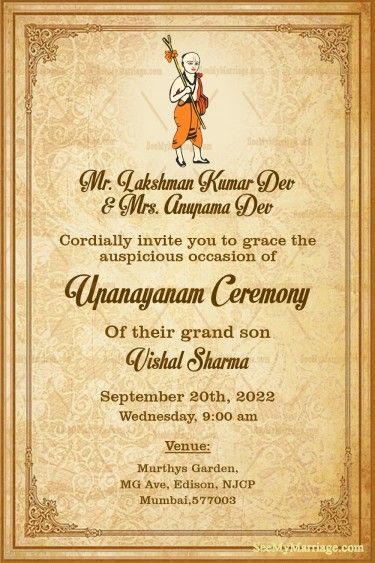 Mr. Lakshman Kumar Dev
& Mrs. Anupama Dev
Cordially invite you to grace the
auspicious occasion of
Upanayanam Ceremony
Of their grand son
Vishal Sharma
September 20th, 2022
Wednesday, 9:00 am
Venue:
Murthys Garden,
MG Ave, Edison, NJCP
Mumbai,577003
SeeMyMarriage.com